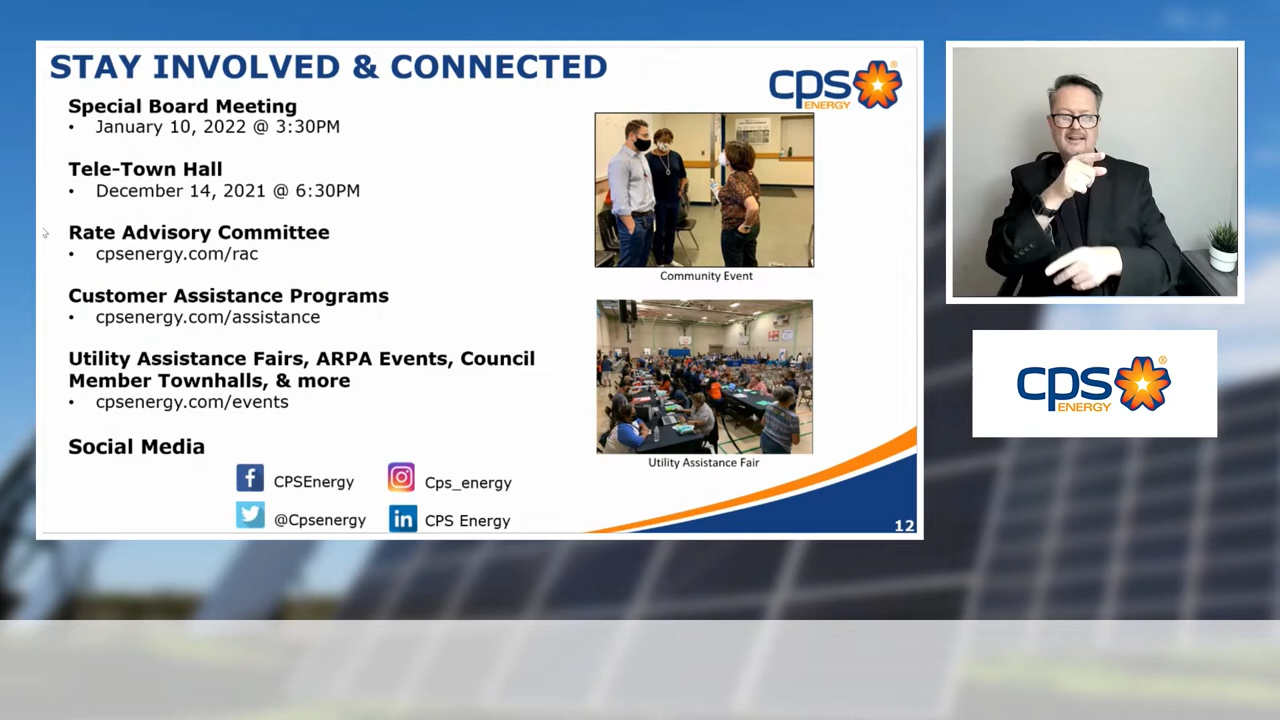 STAY INVOLVED & CONNECTED
cps
ENERGY
®
Special Board Meeting
• January 10, 2022 @ 3:30PM
Tele-Town Hall
• December 14, 2021 @ 6:30PM
Rate Advisory Committee
• cpsenergy.com/rac
Customer Assistance Programs
• cpsenergy.com/assistance
Utility Assistance Fairs, ARPA Events, Council
Member Townhalls, & more
• cpsenergy.com/events
Social Media
CPSEnergy
Cps_energy
@Cpsenergy
in CPS Energy
Community Event
Utility Assistance Fair
12
cps
ENERGY
®